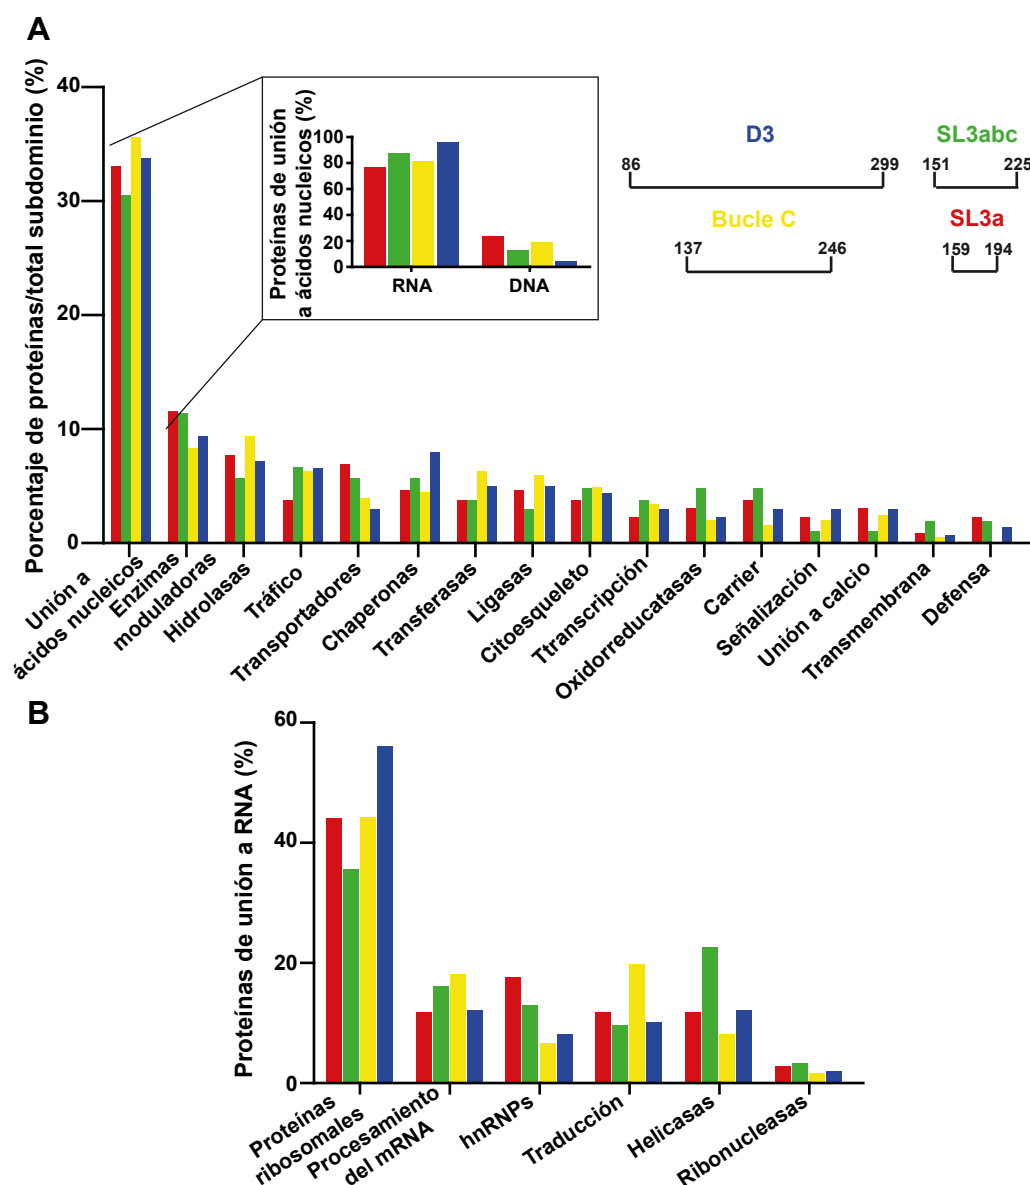 A
Porcentaje de proteínas/total subdominio (%)
40
30
20
10
0
Proteínas de unión
a ácidos nucleicos (%)
100
80
60
40
20
0
RNA
DNA
D3
86
299
SL3abc
151
225
Bucle C
137
246
SL3a
159
194
Unión a
ácidos nucleicos
Enzimas
moduladoras
Hidrolasas
Tráfico
Transportadores
Chaperonas
Transferasas
Ligasas
Citoesqueleto
Ttranscripción
Oxidorreducatasas
Carrier
Señalización
Unión a calcio
Transmembrana
Defensa
B
Proteínas de unión a RNA (%)
60
40
20
0
Proteínas
ribosomales
Procesamiento
del mRNA
hnRNPs
Traducción
Helicasas
Ribonucleasas